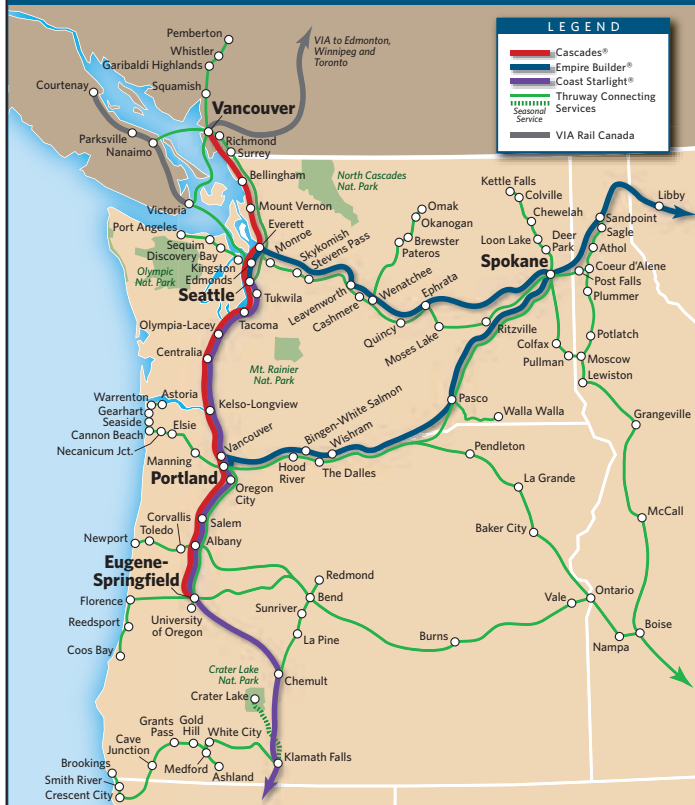 LEGEND
Cascades®
Empire Builder®
Coast Starlight®
Thruway Connecting
Services
Seasonal
Service
VIA Rail Canada
Pemberton
Whistler
Garibaldi Highlands
Squamish
VIA to Edmonton,
Winnipeg and
Toronto
Courtenay
Vancouver
Parksville
Nanaimo
Richmond
Surrey
Bellingham
North Cascades
Nat. Park
Victoria
Mount Vernon
Port Angeles
Everett
Sequim
Discovery Bay
Monroe
Skykomish
Stevens Pass
Olympic
Nat. Park
Kingston
Edmonds
Seattle
Tukwila
Tacoma
Olympia-Lacey
Centralia
Mt. Rainier
Nat. Park
Leavenworth
Cashmere
Wenatchee
Quincy
Ephrata
Moses Lake
Omak
Okanogan
Brewster
Pateros
Kettle Falls
Colville
Chewelah
Loon Lake
Deer
Park
Spokane
Libby
Sandpoint
Sagle
Athol
Coeur d'Alene
Post Falls
Plummer
Ritzville
Colfax
Pullman
Potlatch
Moscow
Lewiston
Grangeville
McCall
Boise
Nampa
Ontario
Vale
Pasco
Walla Walla
Pendleton
La Grande
Baker City
Burns
Warrenton
Astoria
Gearhart
Seaside
Cannon Beach
Elsie
Necanicum Jct.
Manning
Kelso-Longview
Vancouver
Portland
Bingen-White Salmon
Wishram
Hood
River
The Dalles
Oregon
City
Corvallis
Toledo
Newport
Salem
Albany
Eugene-
Springfield
Florence
Reedsport
Coos Bay
University
of Oregon
Redmond
Bend
Sunriver
La Pine
Chemult
Crater Lake
Nat. Park
Crater Lake
Klamath Falls
Grants
Pass
Gold
Hill
White City
Cave
Junction
Medford
Ashland
Brookings
Smith River
Crescent City